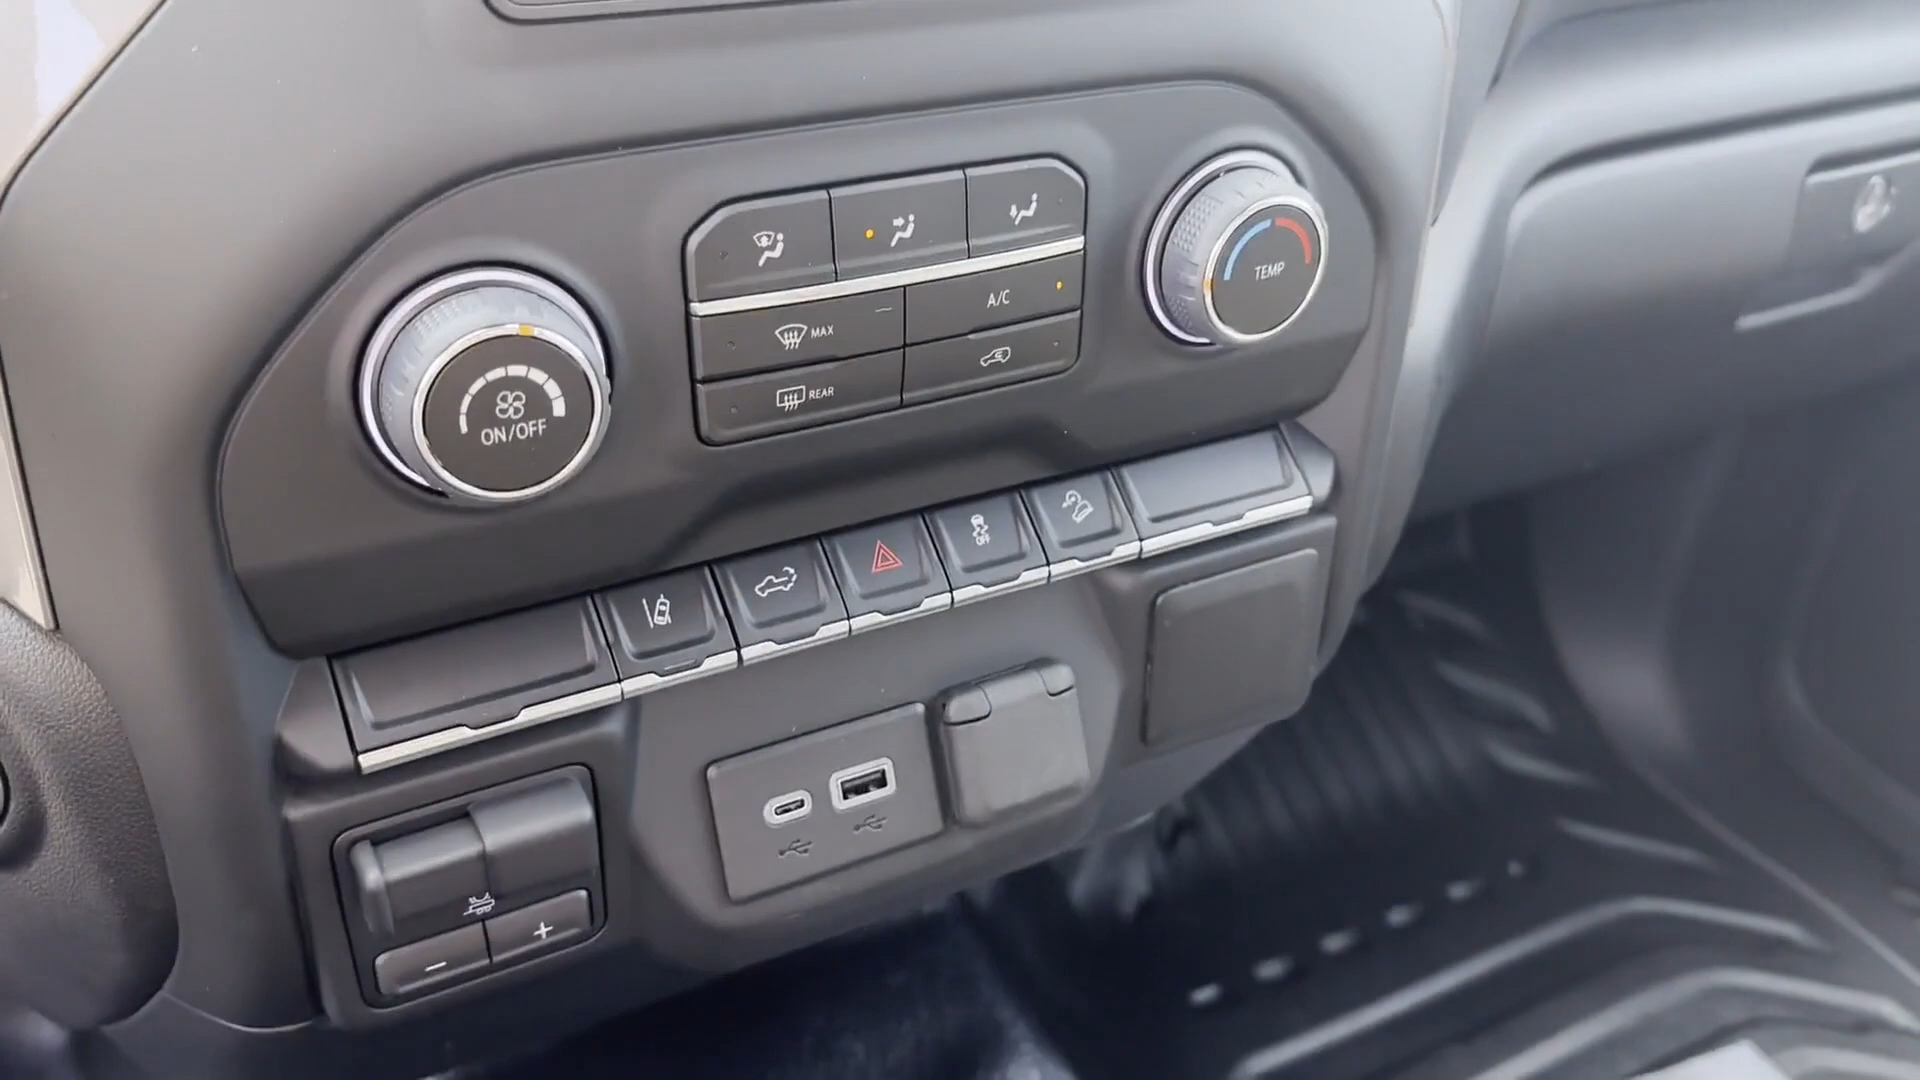 MAX
A/C
REAR
TEMP
ON/OFF
OFF
+
-